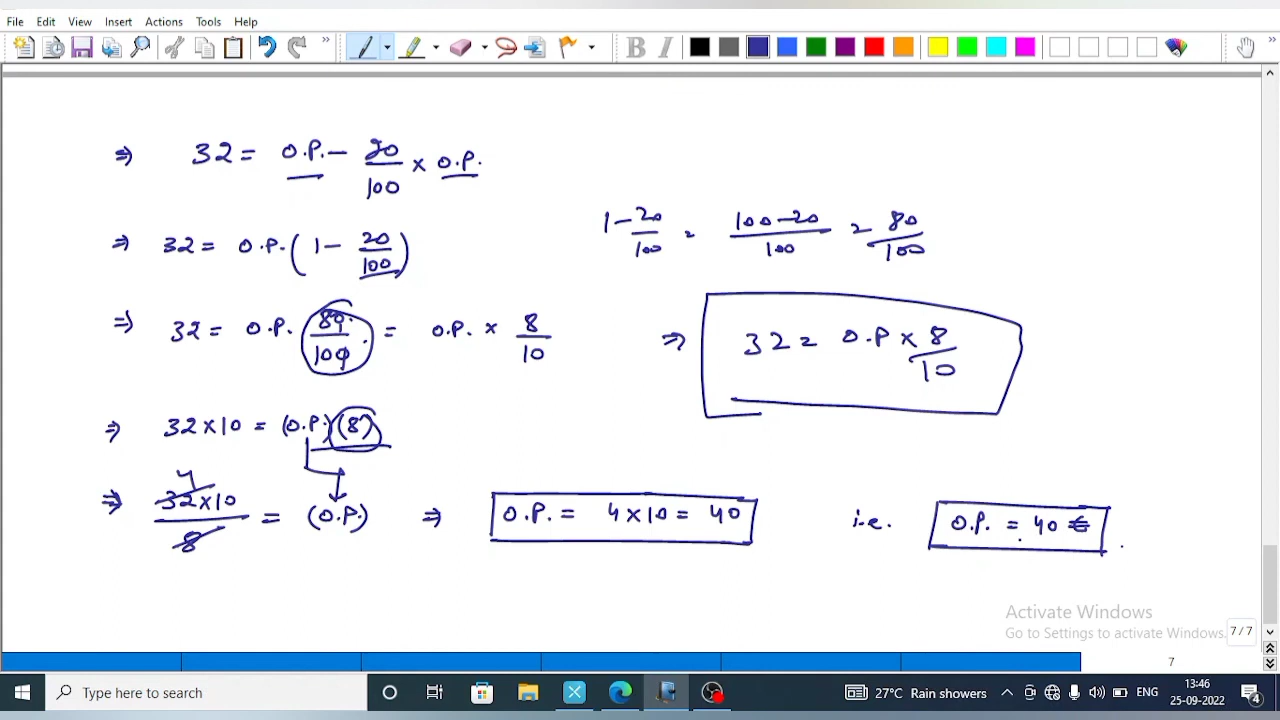 File Edit View Insert Actions Tools Help
B I
⇒ 32 = O.P. - 20/100 × O.P.
⇒ 32 = O.P. (1 - 20/100)
1 - 20/100 = 100-20/100 = 80/100
⇒ 32 = O.P. 80/100 = O.P. × 8/10 ⇒ 32 = O.P × 8/10
⇒ 32×10 = (O.P.) (8)
4
⇒ 32×10/8 = (O.P.) ⇒ O.P. = 4×10 = 40 i.e. O.P. = 40 €.
Activate Windows
Go to Settings to activate Windows. 7/7
7
Type here to search 27°C Rain showers ENG 13:46
25-09-2022 4